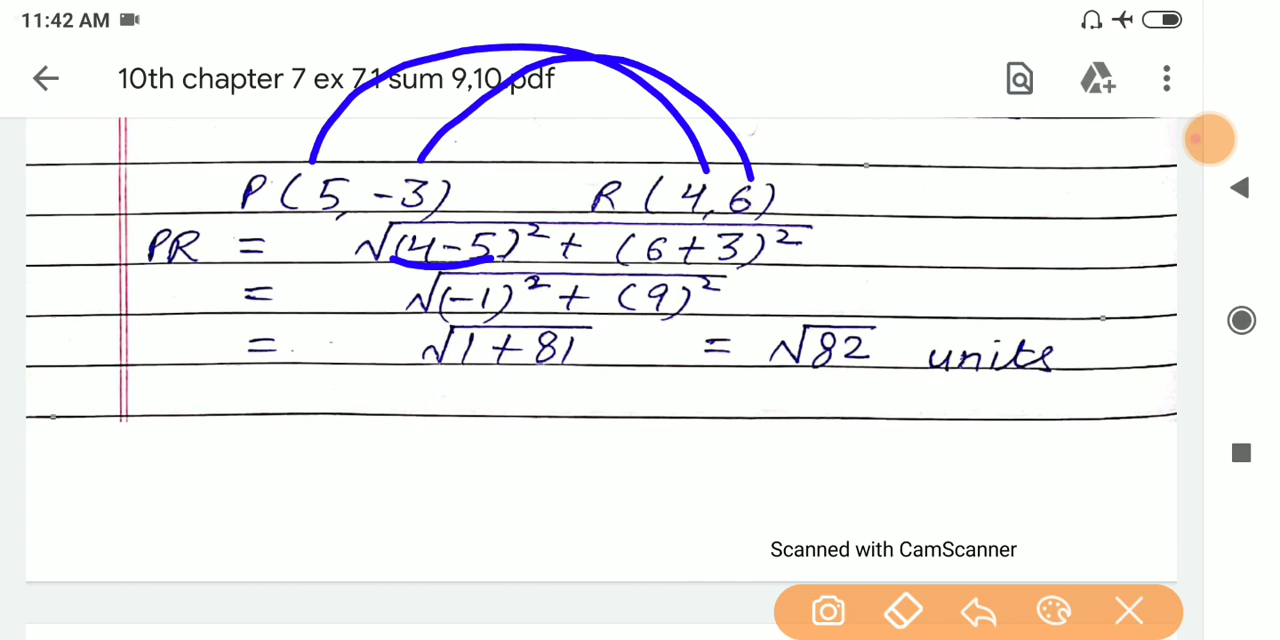 11:42 AM
10th chapter 7 ex 7.1 sum 9,10.pdf
P(5, -3) R(4,6)
PR = √(4-5)² + (6+3)²
= √(-1)² + (9)²
= √1+81 = √82 units
Scanned with CamScanner